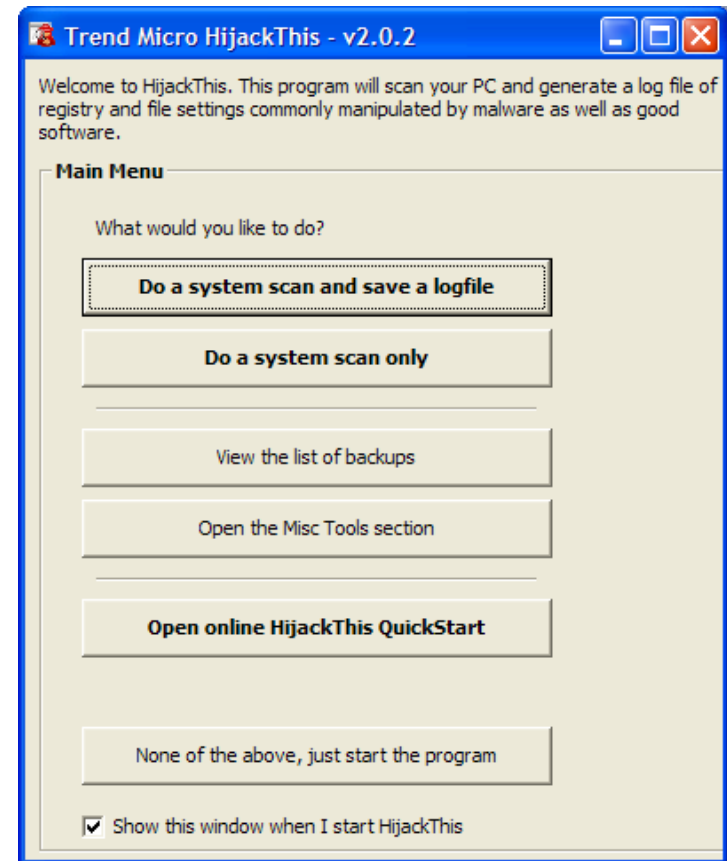 Trend Micro HijackThis - v2.0.2
Welcome to HijackThis. This program will scan your PC and generate a log file of
registry and file settings commonly manipulated by malware as well as good
software.
Main Menu
What would you like to do?
Do a system scan and save a logfile
Do a system scan only
View the list of backups
Open the Misc Tools section
Open online HijackThis QuickStart
None of the above, just start the program
Show this window when I start HijackThis